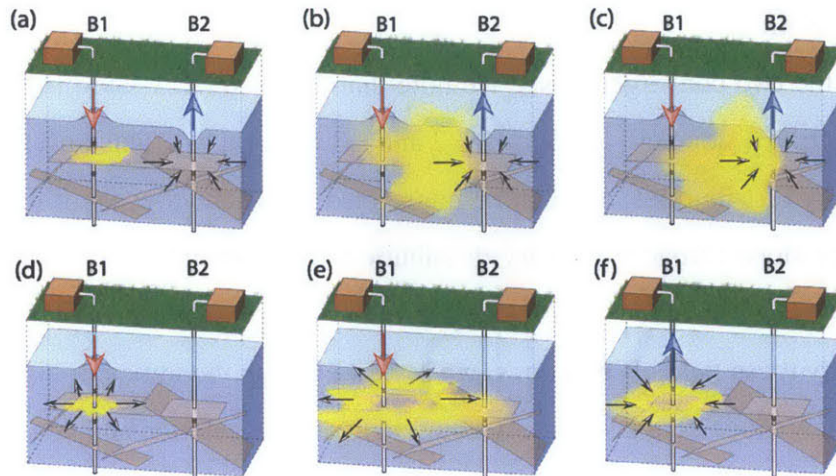 (a) B1 B2
(b) B1 B2
(c) B1 B2
(d) B1 B2
(e) B1 B2
(f) B1 B2